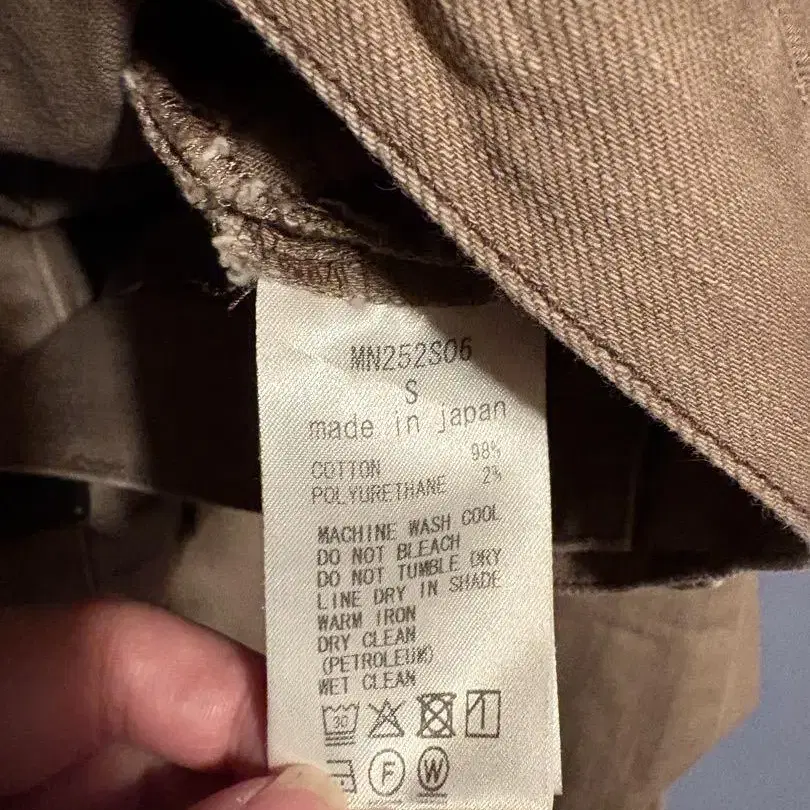 MN252S06
S
made in japan
COTTON 98%
POLYURETHANE 2%
MACHINE WASH COOL
DO NOT BLEACH
DO NOT TUMBLE DRY
LINE DRY IN SHADE
WARM IRON
DRY CLEAN
(PETROLEUM)
WET CLEAN
30
F W